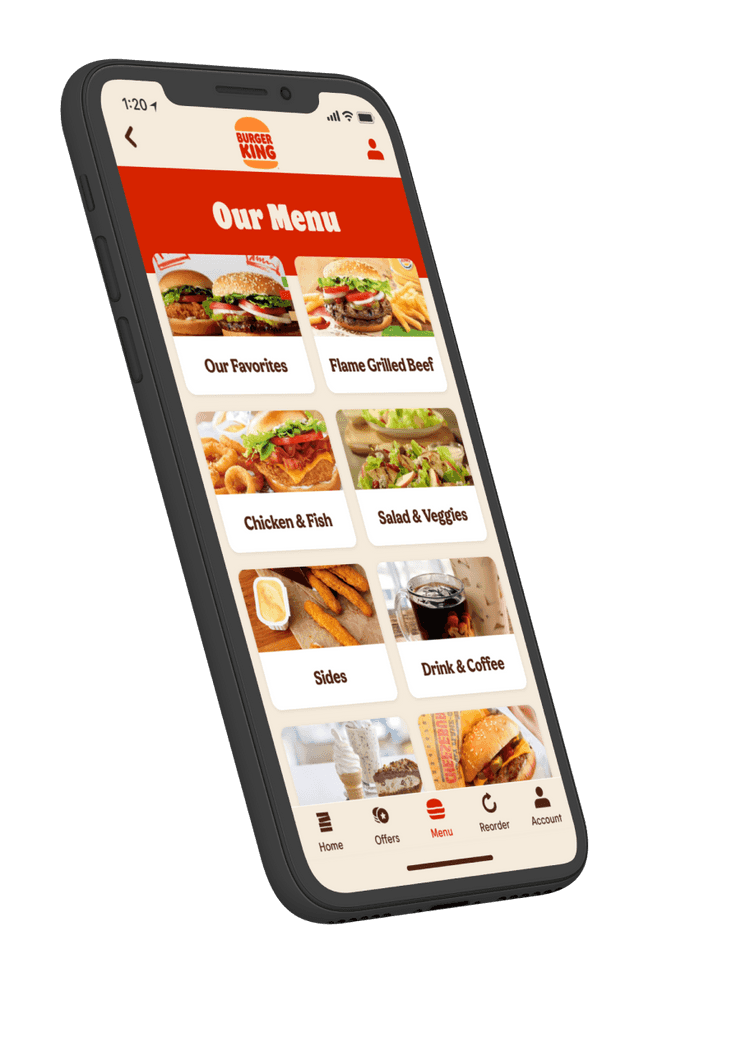 1:20
BURGER
KING
Our Menu
Our Favorites
Flame Grilled Beef
Chicken & Fish
Salad & Veggies
Sides
Drink & Coffee
Home
Offers
Menu
Reorder
Account